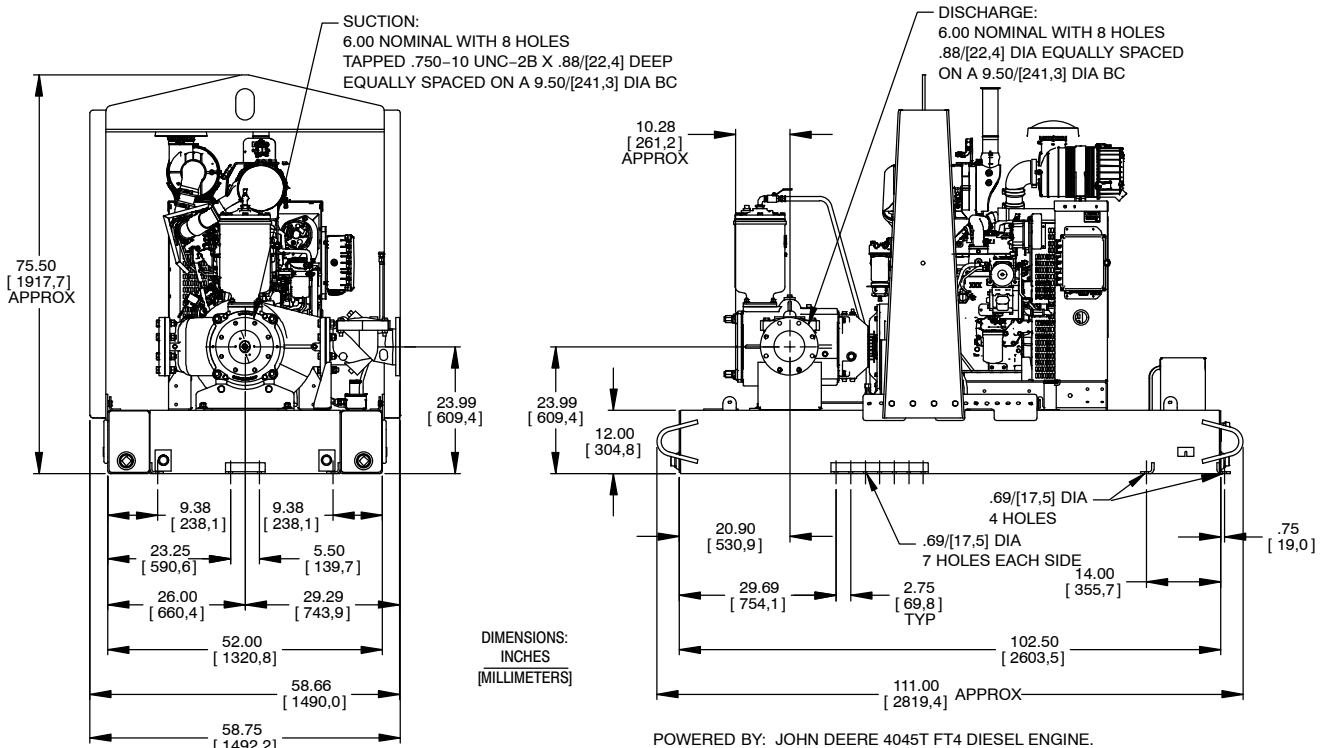 SUCTION:
6.00 NOMINAL WITH 8 HOLES
TAPPED .750-10 UNC-2B X .88/[22,4] DEEP
EQUALLY SPACED ON A 9.50/[241,3] DIA BC
DISCHARGE:
6.00 NOMINAL WITH 8 HOLES
.88/[22,4] DIA EQUALLY SPACED
ON A 9.50/[241,3] DIA BC
10.28
[ 261,2 ]
APPROX
75.50
[ 1917,7 ]
APPROX
23.99
[ 609,4 ]
23.99
[ 609,4 ]
12.00
[ 304,8 ]
9.38
[ 238,1 ]
9.38
[ 238,1 ]
23.25
[ 590,6 ]
5.50
[ 139,7 ]
26.00
[ 660,4 ]
29.29
[ 743,9 ]
52.00
[ 1320,8 ]
58.66
[ 1490,0 ]
58.75
[ 1492,2 ]
DIMENSIONS:
INCHES
[MILLIMETERS]
20.90
[ 530,9 ]
.69/[17,5] DIA
4 HOLES
.69/[17,5] DIA
7 HOLES EACH SIDE
.75
[ 19,0 ]
29.69
[ 754,1 ]
2.75
[ 69,8 ]
TYP
14.00
[ 355,7 ]
102.50
[ 2603,5 ]
111.00 APPROX
[ 2819,4 ]
POWERED BY: JOHN DEERE 4045T FT4 DIESEL ENGINE.